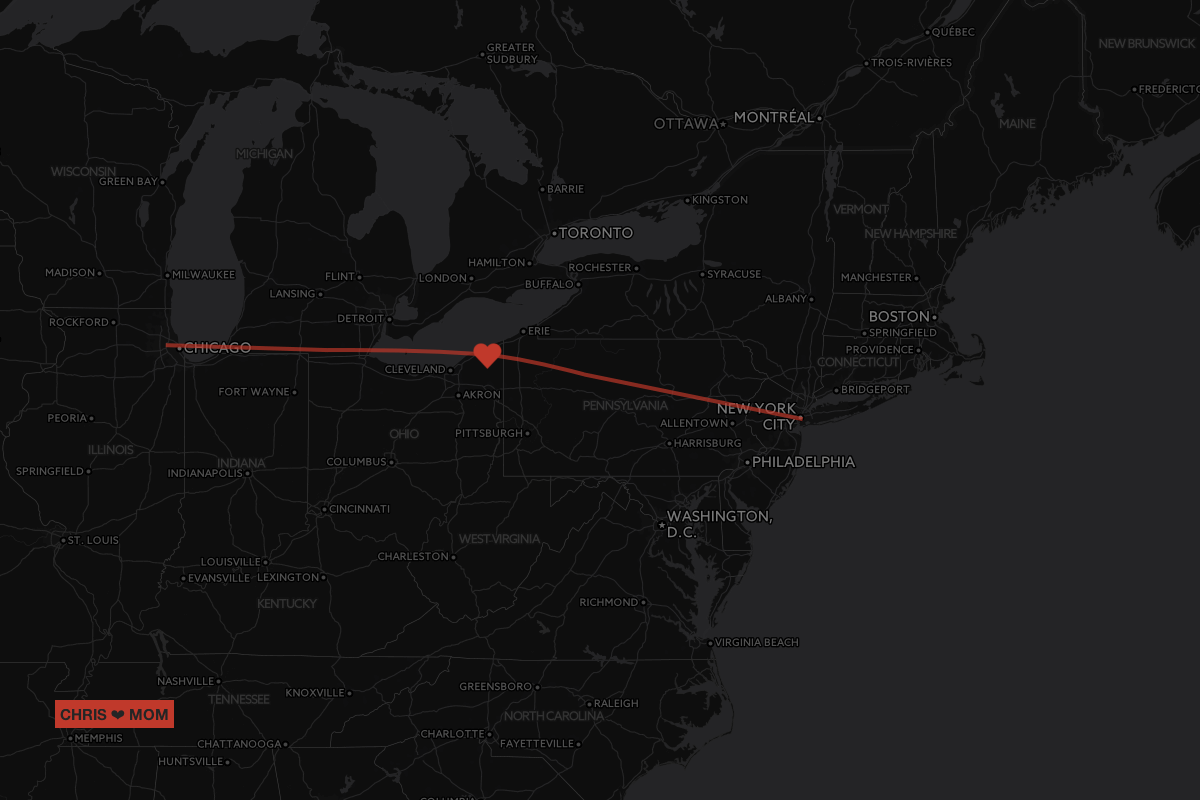 QUÉBEC
GREATER
SUDBURY
NEW BRUNSWICK
TROIS-RIVIÈRES
FREDERICTO
OTTAWA
MONTRÉAL
MAINE
MICHIGAN
WISCONSIN
GREEN BAY
BARRIE
KINGSTON
VERMONT
NEW HAMPSHIRE
TORONTO
HAMILTON
ROCHESTER
MADISON
MILWAUKEE
FLINT
LONDON
BUFFALO
SYRACUSE
MANCHESTER
LANSING
ALBANY
ROCKFORD
DETROIT
ERIE
BOSTON
SPRINGFIELD
CHICAGO
PROVIDENCE
CONNECTICUT
CLEVELAND
FORT WAYNE
AKRON
BRIDGEPORT
PENNSYLVANIA
NEW YORK
CITY
PEORIA
ALLENTOWN
OHIO
PITTSBURGH
HARRISBURG
ILLINOIS
INDIANA
COLUMBUS
PHILADELPHIA
SPRINGFIELD
INDIANAPOLIS
CINCINNATI
WASHINGTON,
D.C.
ST. LOUIS
WEST VIRGINIA
CHARLESTON
LOUISVILLE
EVANSVILLE
LEXINGTON
KENTUCKY
RICHMOND
VIRGINIA BEACH
NASHVILLE
KNOXVILLE
GREENSBORO
TENNESSEE
RALEIGH
CHRIS ❤ MOM
NORTH CAROLINA
MEMPHIS
CHATTANOOGA
CHARLOTTE
FAYETTEVILLE
HUNTSVILLE